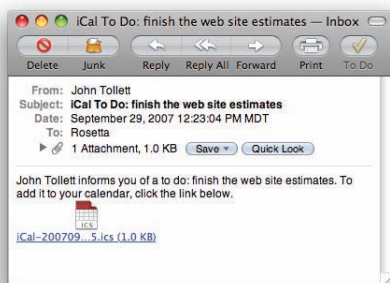 iCal To Do: finish the web site estimates — Inbox
Delete Junk Reply Reply All Forward Print To Do
From: John Tollett
Subject: iCal To Do: finish the web site estimates
Date: September 29, 2007 12:23:04 PM MDT
To: Rosetta
1 Attachment, 1.0 KB Save Quick Look
John Tollett informs you of a to do: finish the web site estimates. To
add it to your calendar, click the link below.
ICS
iCal-200709...5.ics (1.0 KB)